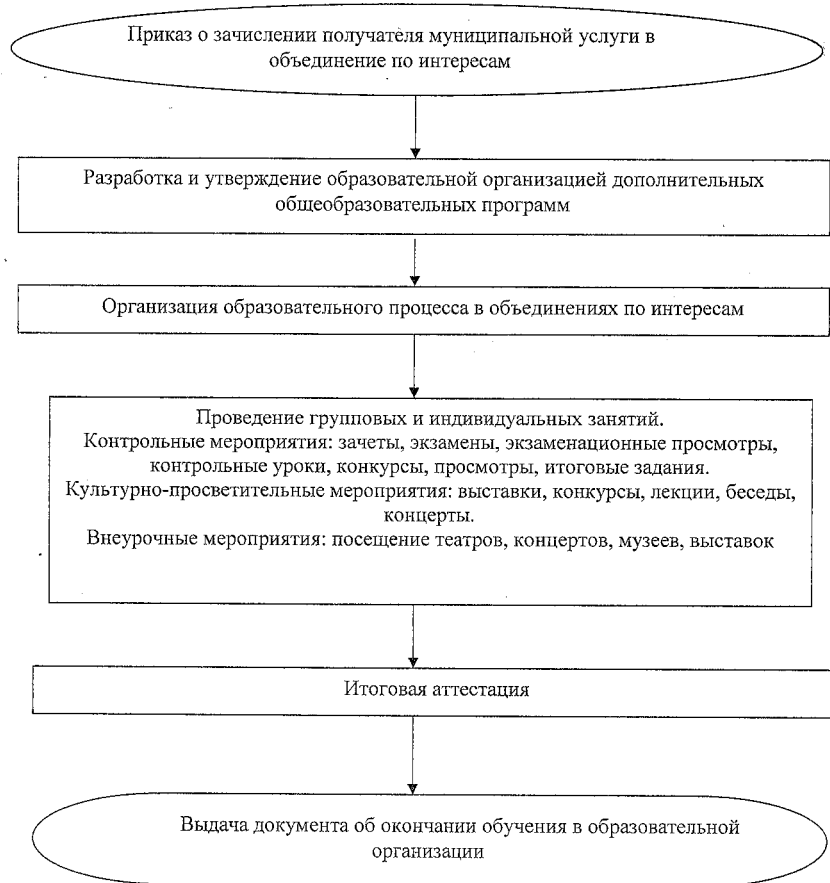 Приказ о зачислении получателя муниципальной услуги в
объединение по интересам
Разработка и утверждение образовательной организацией дополнительных
общеобразовательных программ
Организация образовательного процесса в объединениях по интересам
Проведение групповых и индивидуальных занятий.
Контрольные мероприятия: зачеты, экзамены, экзаменационные просмотры,
контрольные уроки, конкурсы, просмотры, итоговые задания.
Культурно-просветительные мероприятия: выставки, конкурсы, лекции, беседы,
концерты.
Внеурочные мероприятия: посещение театров, концертов, музеев, выставок
Итоговая аттестация
Выдача документа об окончании обучения в образовательной
организации